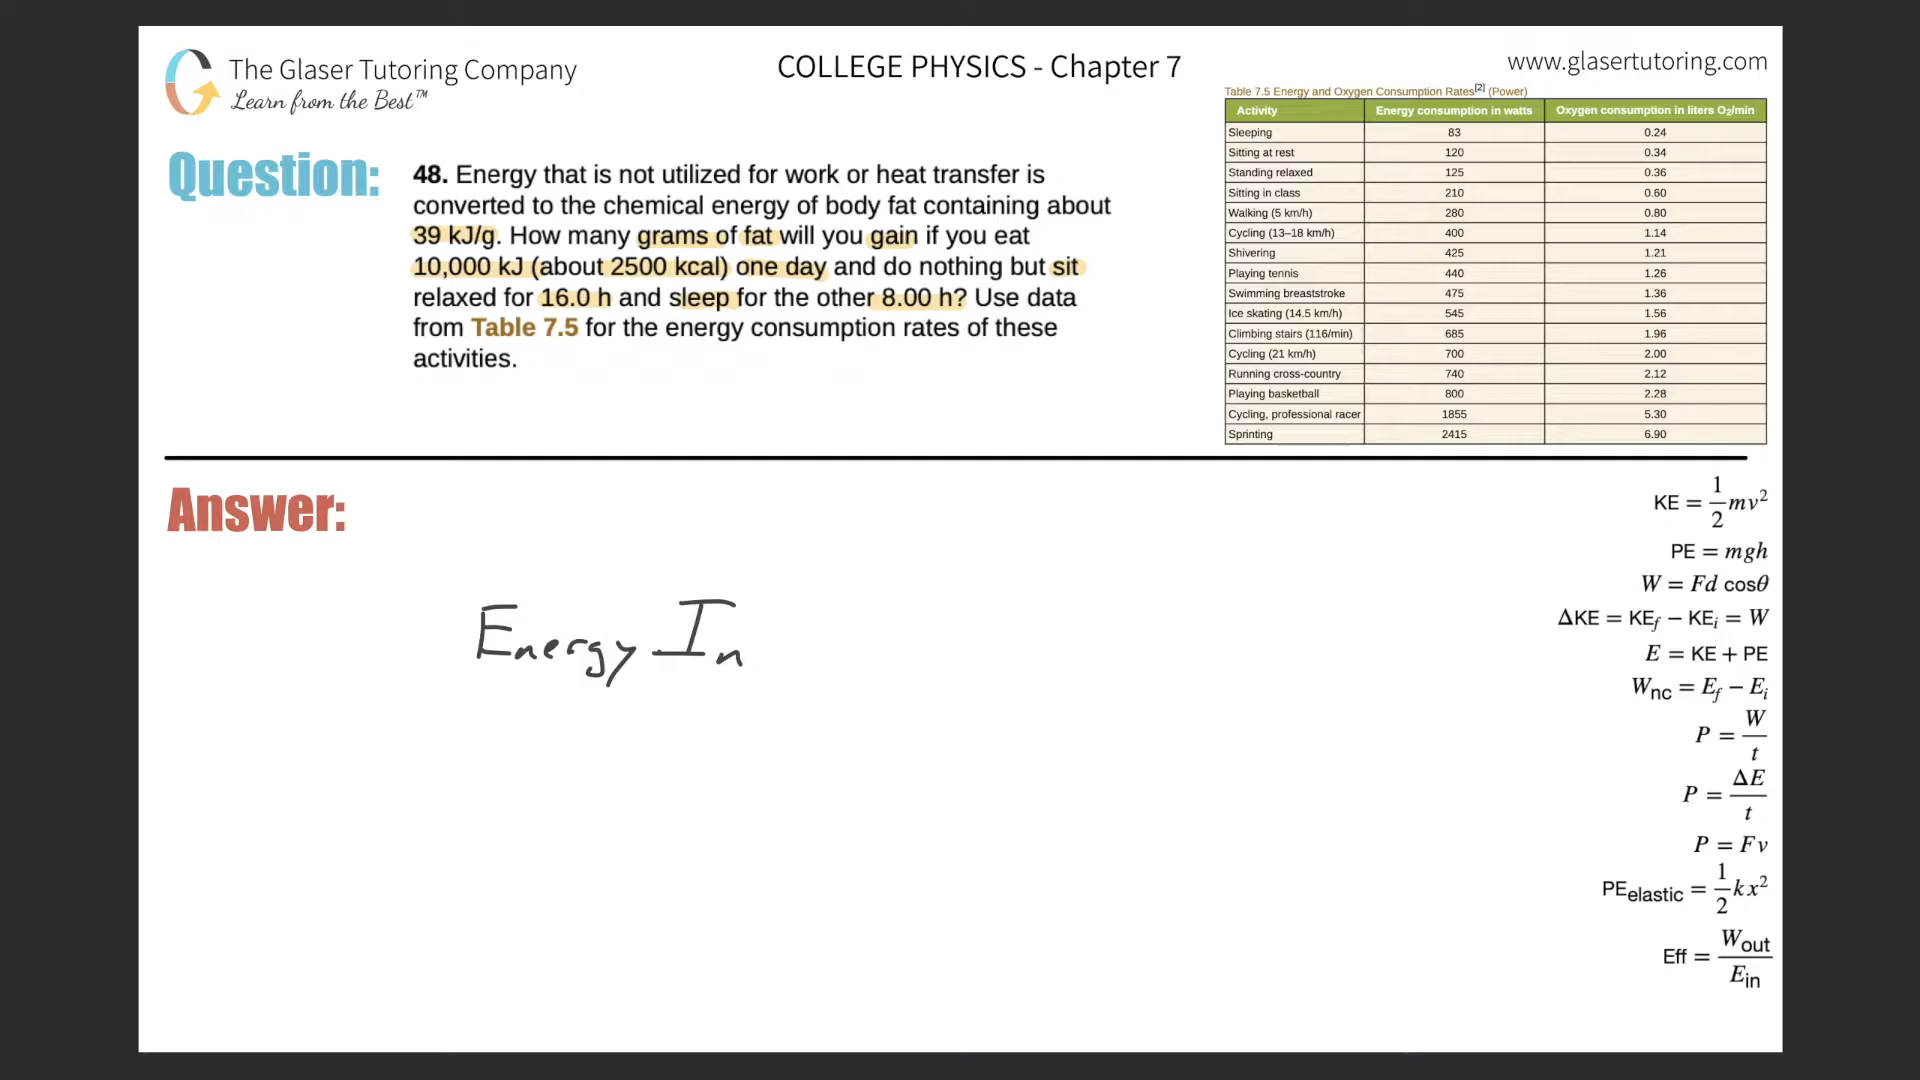 The Glaser Tutoring Company
Learn from the Best™
COLLEGE PHYSICS - Chapter 7
www.glasertutoring.com
Question:
48. Energy that is not utilized for work or heat transfer is
converted to the chemical energy of body fat containing about
39 kJ/g. How many grams of fat will you gain if you eat
10,000 kJ (about 2500 kcal) one day and do nothing but sit
relaxed for 16.0 h and sleep for the other 8.00 h? Use data
from Table 7.5 for the energy consumption rates of these
activities.
Table 7.5 Energy and Oxygen Consumption Rates[2] (Power)
Activity Energy consumption in watts Oxygen consumption in liters O2/min
Sleeping 83 0.24
Sitting at rest 120 0.34
Standing relaxed 125 0.36
Sitting in class 210 0.60
Walking (5 km/h) 280 0.80
Cycling (13–18 km/h) 400 1.14
Shivering 425 1.21
Playing tennis 440 1.26
Swimming breaststroke 475 1.36
Ice skating (14.5 km/h) 545 1.56
Climbing stairs (116/min) 685 1.96
Cycling (21 km/h) 700 2.00
Running cross-country 740 2.12
Playing basketball 800 2.28
Cycling, professional racer 1855 5.30
Sprinting 2415 6.90
Answer:
Energy In
KE = 1/2 mv²
PE = mgh
W = Fd cosθ
ΔKE = KEf − KEi = W
E = KE + PE
Wnc = Ef − Ei
P = W/t
P = ΔE/t
P = Fv
PEelastic = 1/2 kx²
Eff = Wout/Ein